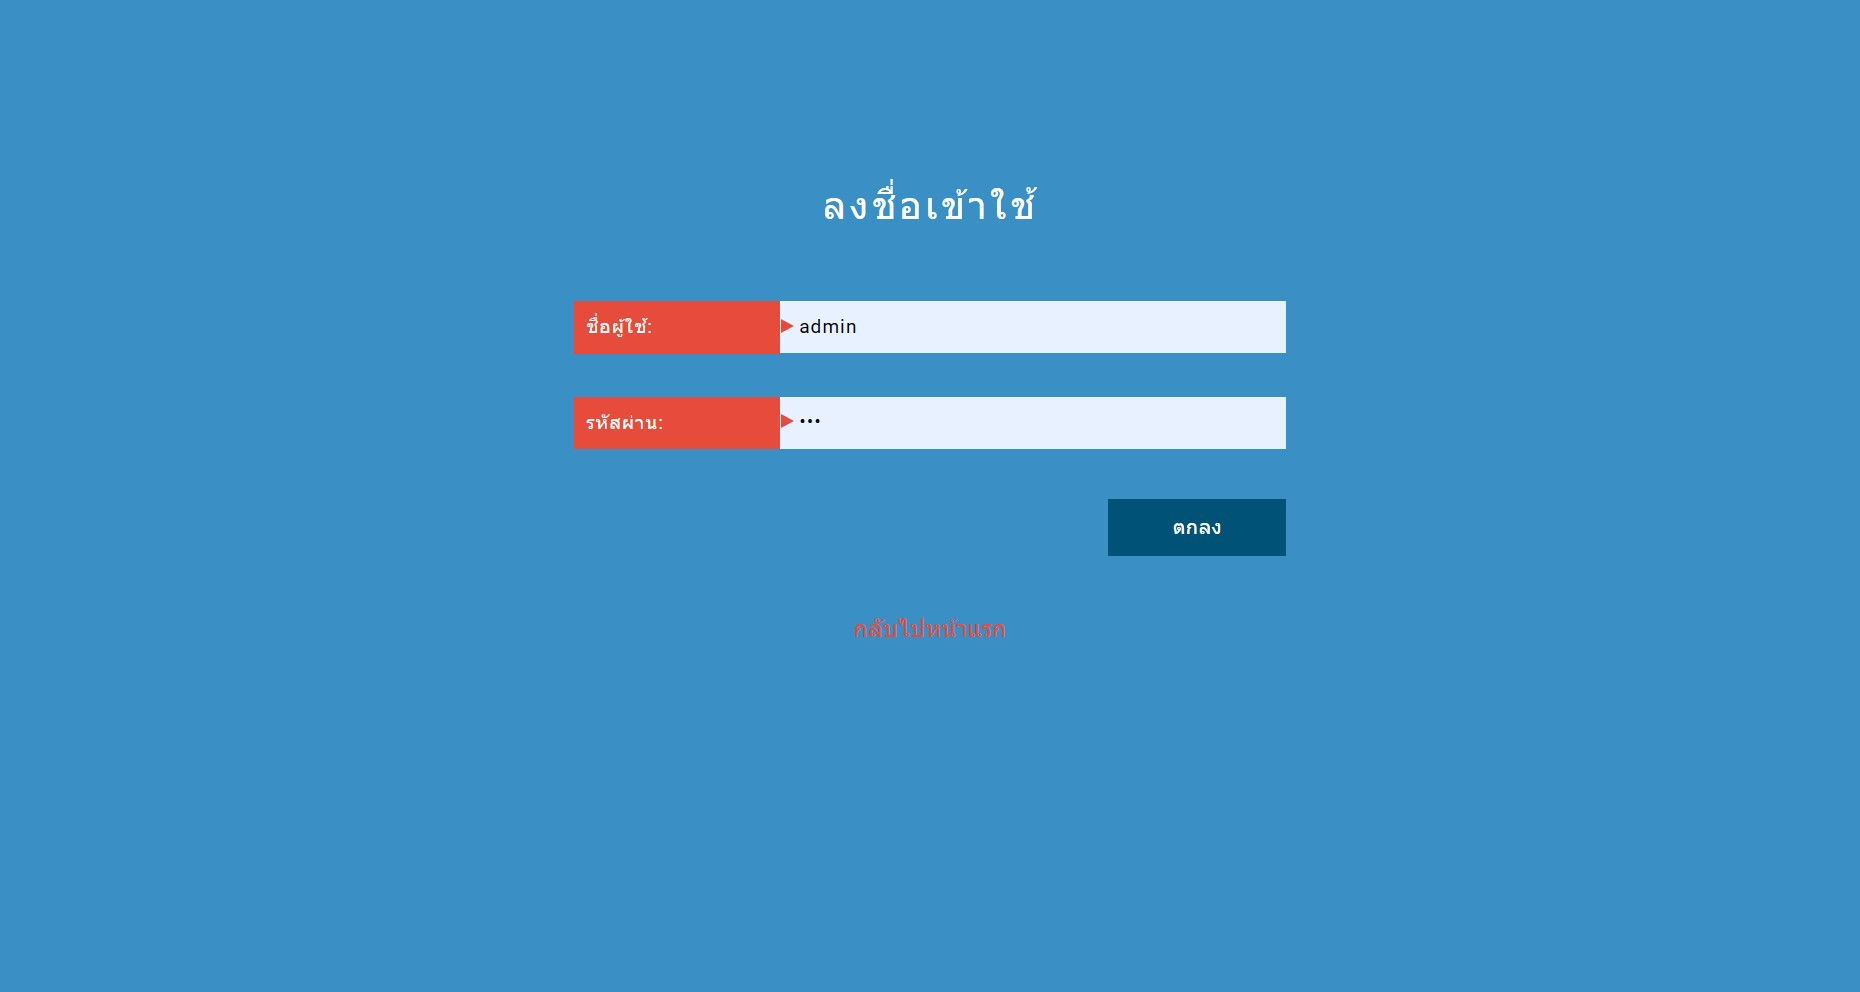 ลงชื่อเข้าใช้
ชื่อผู้ใช้: admin
รหัสผ่าน: •••
ตกลง
กลับไปหน้าแรก